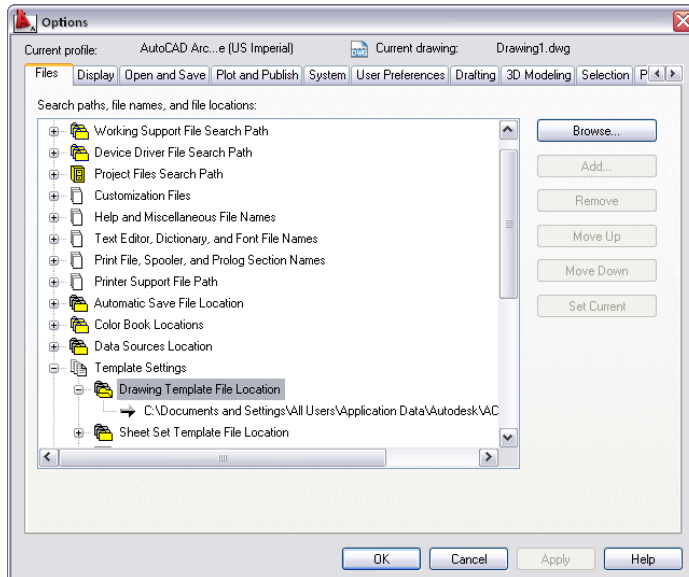 Options
Current profile: AutoCAD Arc...e (US Imperial) Current drawing: Drawing1.dwg
Files Display Open and Save Plot and Publish System User Preferences Drafting 3D Modeling Selection P
Search paths, file names, and file locations:
Working Support File Search Path Browse...
Device Driver File Search Path
Project Files Search Path Add...
Customization Files Remove
Help and Miscellaneous File Names
Text Editor, Dictionary, and Font File Names Move Up
Print File, Spooler, and Prolog Section Names Move Down
Printer Support File Path
Automatic Save File Location Set Current
Color Book Locations
Data Sources Location
Template Settings
Drawing Template File Location
C:\Documents and Settings\All Users\Application Data\Autodesk\AC
Sheet Set Template File Location
OK Cancel Apply Help